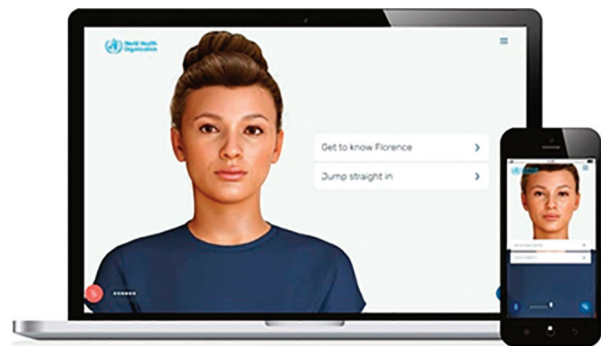 World Health
Organization
Get to know Florence
Jump straight in